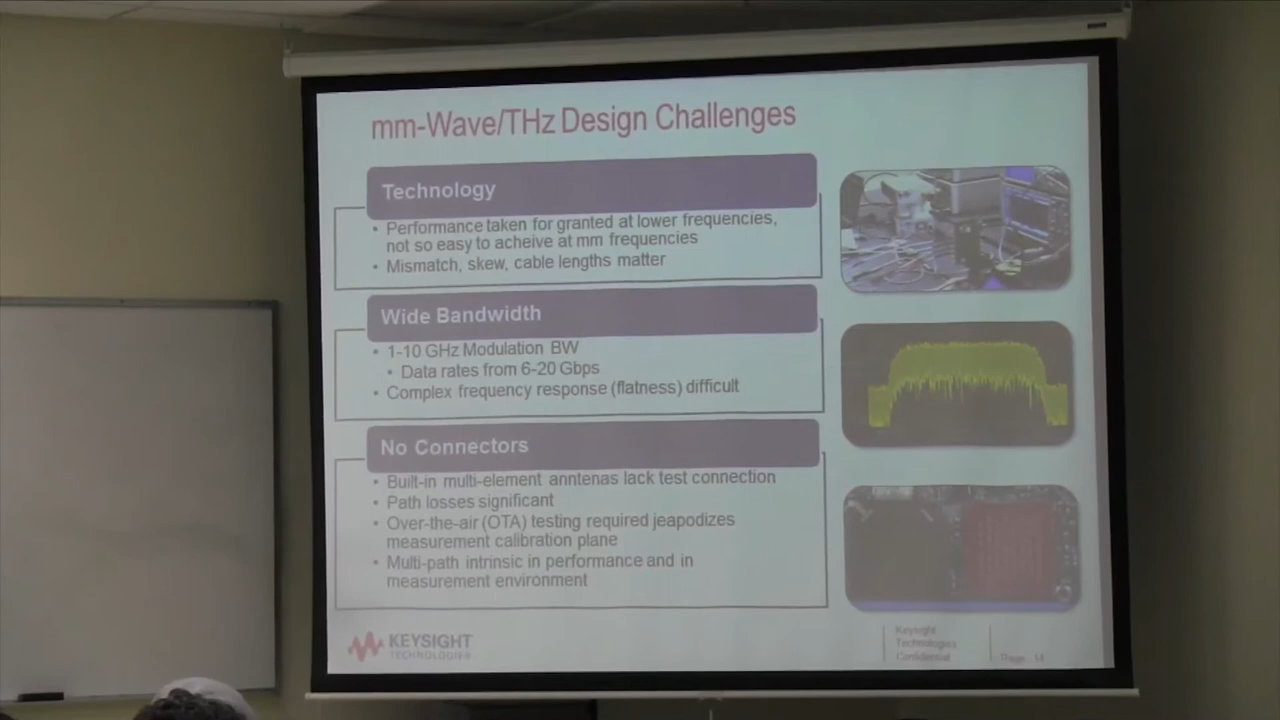 mm-Wave/THz Design Challenges
Technology
• Performance taken for granted at lower frequencies,
not so easy to acheive at mm frequencies
• Mismatch, skew, cable lengths matter
Wide Bandwidth
• 1-10 GHz Modulation BW
• Data rates from 6-20 Gbps
• Complex frequency response (flatness) difficult
No Connectors
• Built-in multi-element anntenas lack test connection
• Path losses significant
• Over-the-air (OTA) testing required jeapodizes
measurement calibration plane
• Multi-path intrinsic in performance and in
measurement environment
KEYSIGHT
TECHNOLOGIES
Keysight
Technologies
Confidential
Page